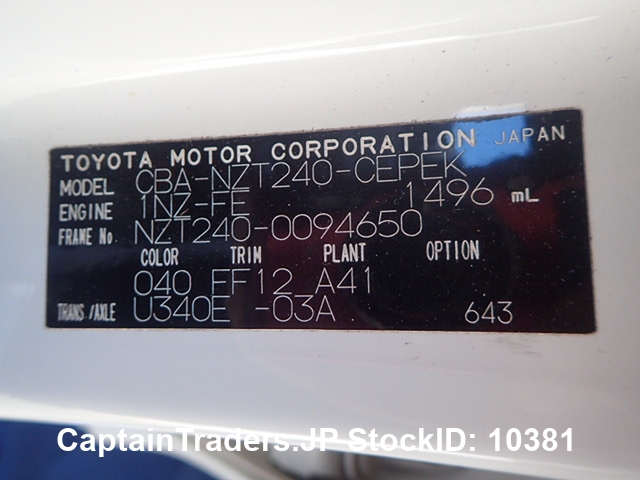 TOYOTA MOTOR CORPORATION JAPAN
MODEL CBA-NZT240-CEPEK
ENGINE 1NZ-FE 1496 mL
FRAME No. NZT240-0094650
COLOR TRIM PLANT OPTION
040 FF12 A41
TRANS./AXLE U340E -03A 643
CaptainTraders.JP StockID: 10381